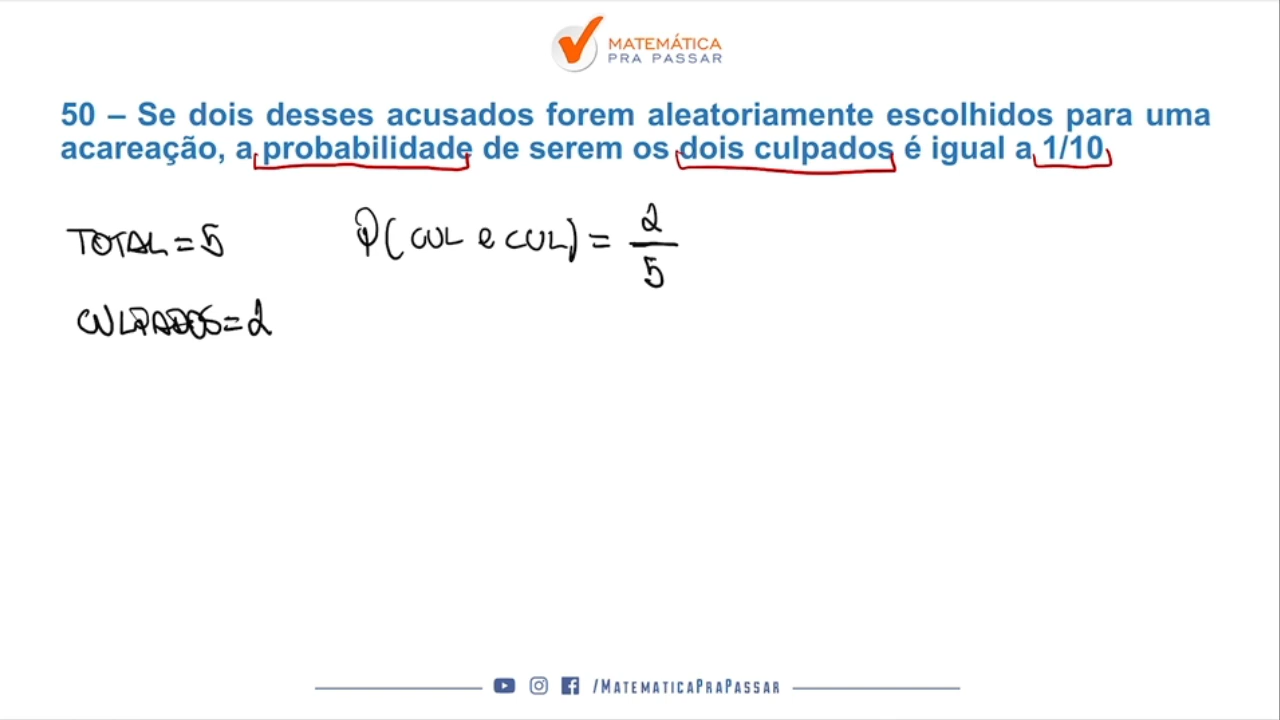 MATEMÁTICA
PRA PASSAR
50 – Se dois desses acusados forem aleatoriamente escolhidos para uma
acareação, a probabilidade de serem os dois culpados é igual a 1/10
TOTAL = 5
P(CUL e CUL) = 2/5
CULPADOS = 2
/MATEMATICAPRAPASSAR